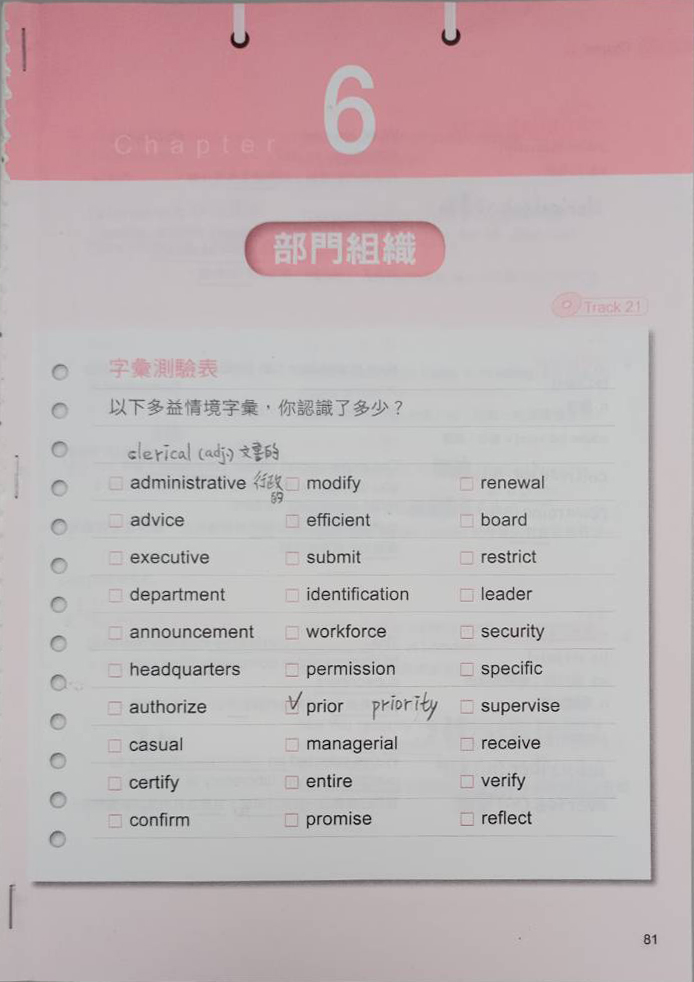 6
Chapter
部門組織
Track 21
字彙測驗表
以下多益情境字彙，你認識了多少？
clerical (adj.) 文書的
administrative 行政的 modify renewal
advice efficient board
executive submit restrict
department identification leader
announcement workforce security
headquarters permission specific
authorize prior priority supervise
casual managerial receive
certify entire verify
confirm promise reflect
81